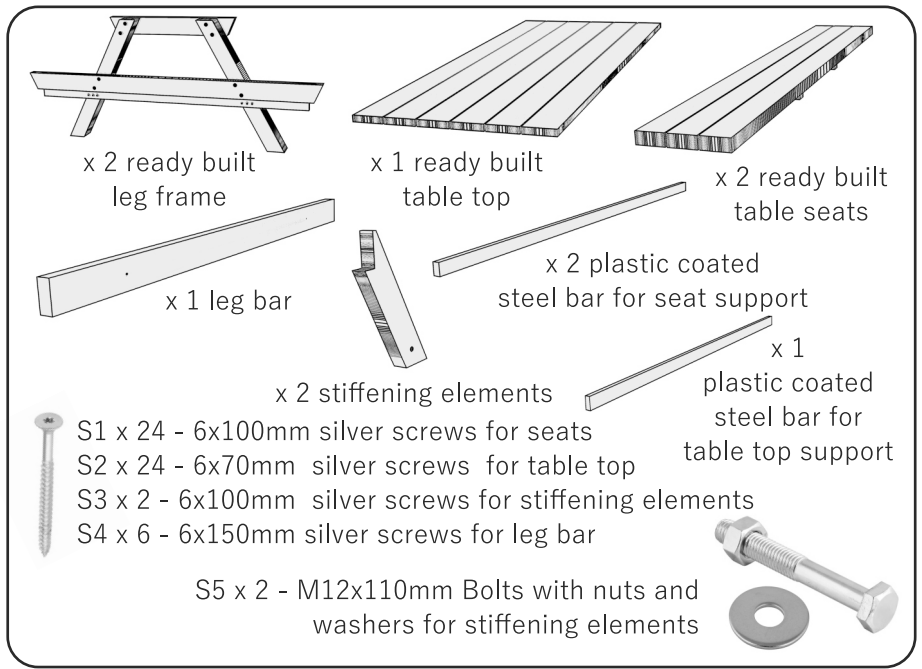 x 2 ready built
leg frame
x 1 ready built
table top
x 2 ready built
table seats
x 1 leg bar
x 2 plastic coated
steel bar for seat support
x 2 stiffening elements
x 1
plastic coated
steel bar for
table top support
S1 x 24 - 6x100mm silver screws for seats
S2 x 24 - 6x70mm silver screws for table top
S3 x 2 - 6x100mm silver screws for stiffening elements
S4 x 6 - 6x150mm silver screws for leg bar
S5 x 2 - M12x110mm Bolts with nuts and
washers for stiffening elements